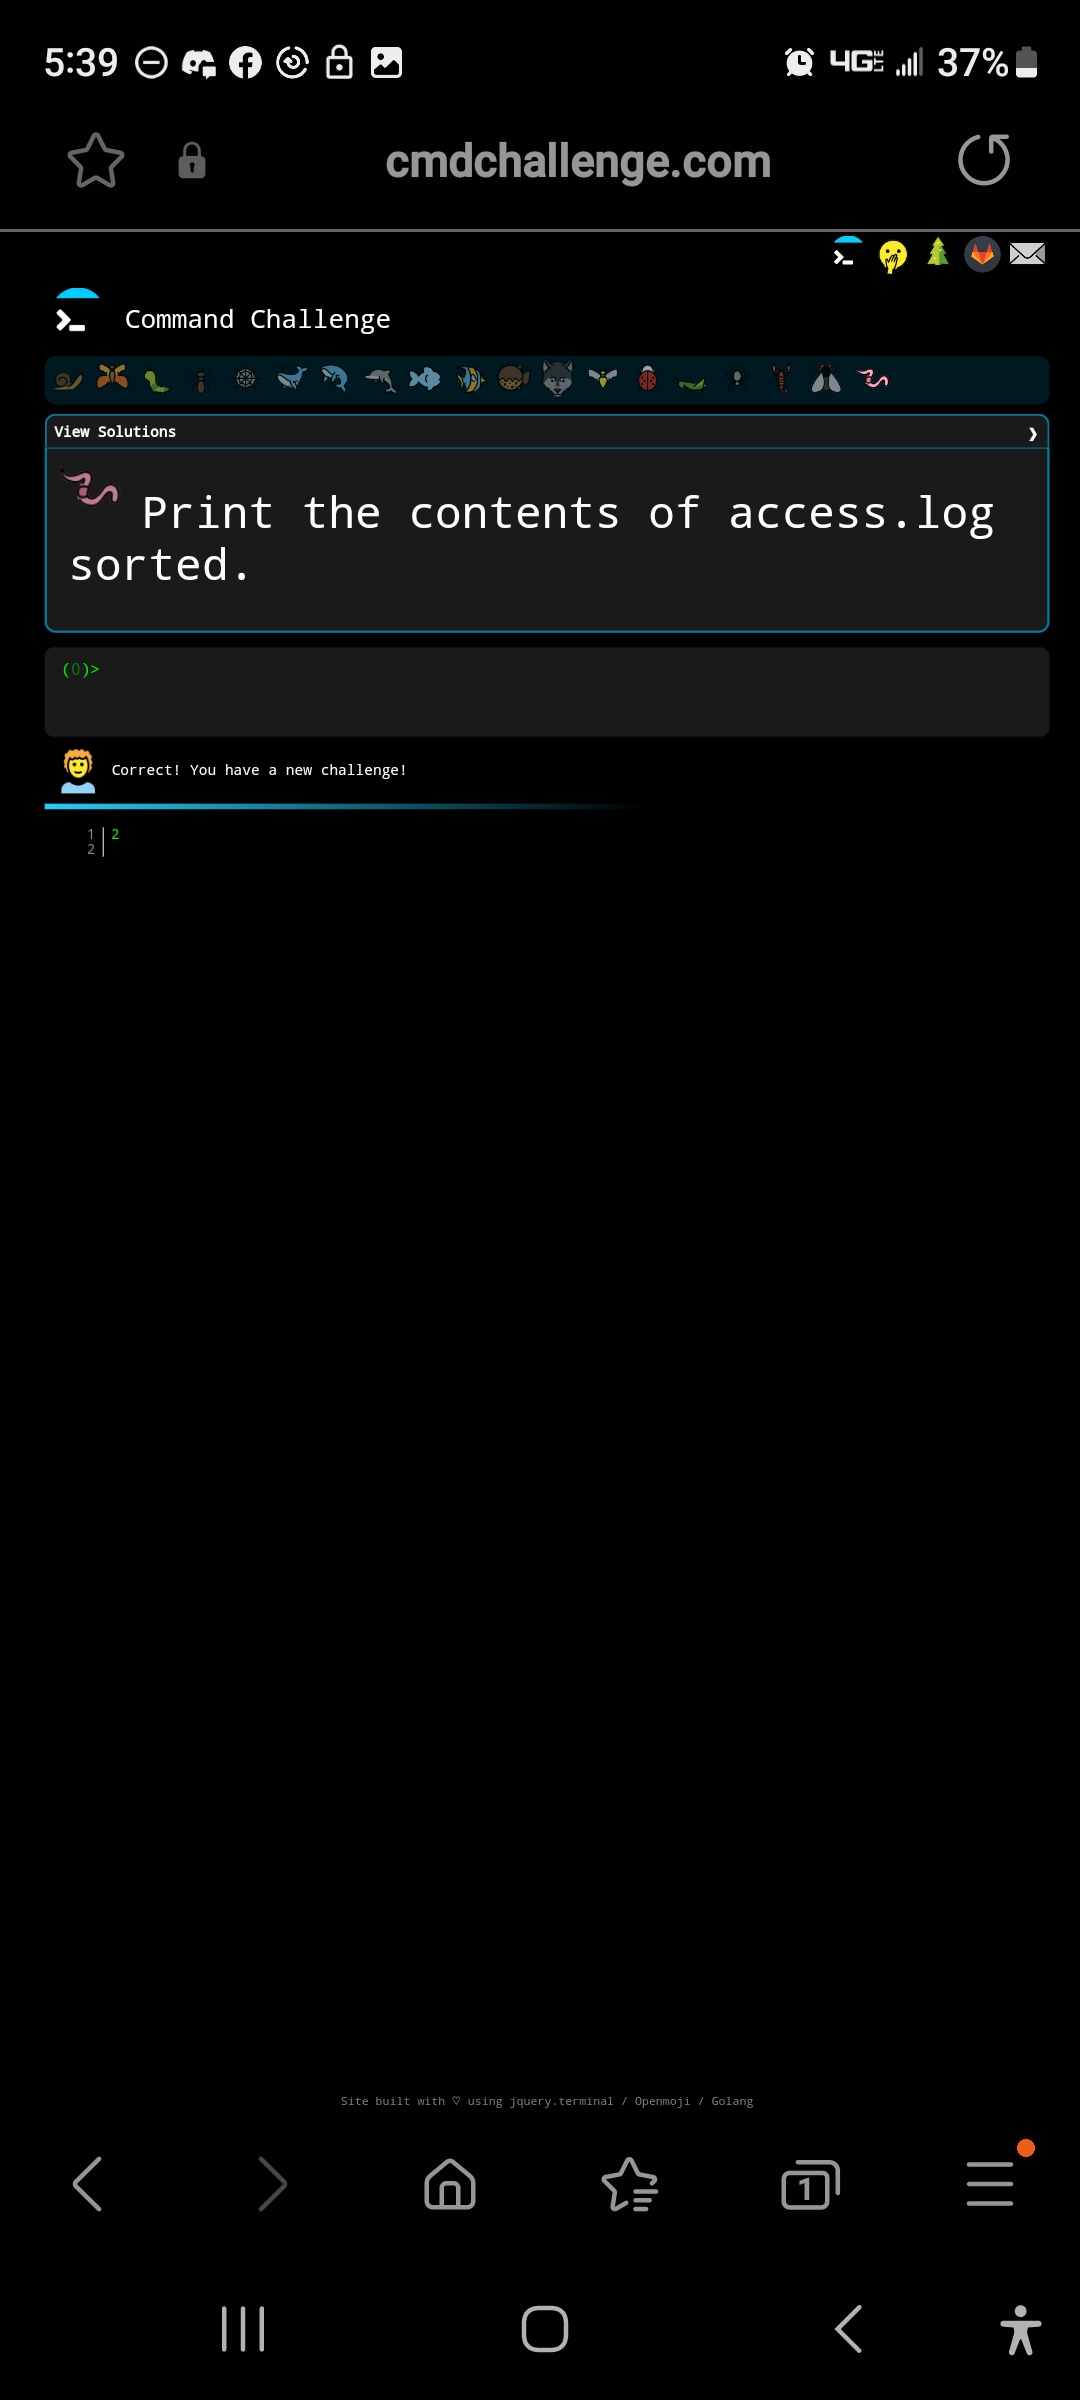 5:39 4G LTE 37%
cmdchallenge.com
Command Challenge
View Solutions
Print the contents of access.log
sorted.
(0)>
Correct! You have a new challenge!
1 2
2
Site built with ♡ using jquery.terminal / Openmoji / Golang
1